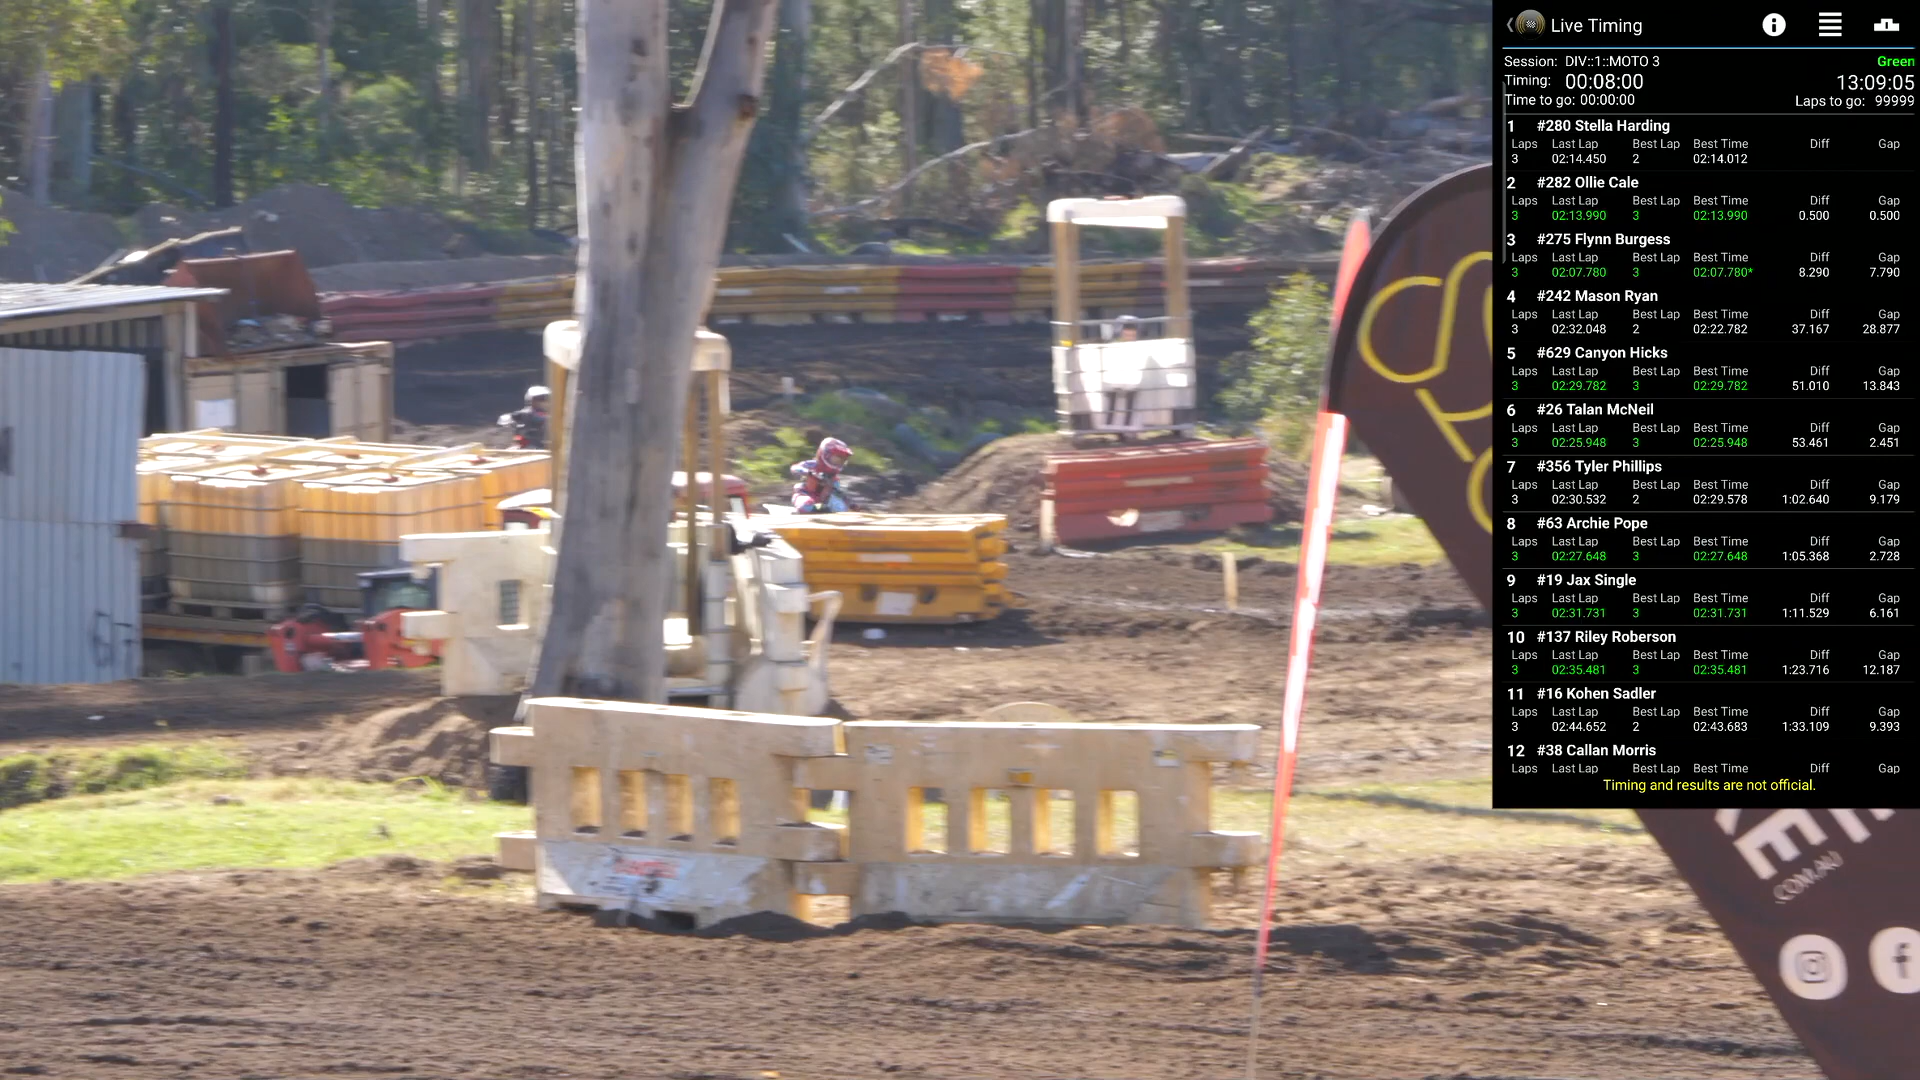 Live Timing
Session: DIV::1::MOTO 3 Green
Timing: 00:08:00 13:09:05
Time to go: 00:00:00 Laps to go: 99999
1 #280 Stella Harding
Laps Last Lap Best Lap Best Time Diff Gap
3 02:14.450 2 02:14.012
2 #282 Ollie Cale
Laps Last Lap Best Lap Best Time Diff Gap
3 02:13.990 3 02:13.990 0.500 0.500
3 #275 Flynn Burgess
Laps Last Lap Best Lap Best Time Diff Gap
3 02:07.780 3 02:07.780* 8.290 7.790
4 #242 Mason Ryan
Laps Last Lap Best Lap Best Time Diff Gap
3 02:32.048 2 02:22.782 37.167 28.877
5 #629 Canyon Hicks
Laps Last Lap Best Lap Best Time Diff Gap
3 02:29.782 3 02:29.782 51.010 13.843
6 #26 Talan McNeil
Laps Last Lap Best Lap Best Time Diff Gap
3 02:25.948 3 02:25.948 53.461 2.451
7 #356 Tyler Phillips
Laps Last Lap Best Lap Best Time Diff Gap
3 02:30.532 2 02:29.578 1:02.640 9.179
8 #63 Archie Pope
Laps Last Lap Best Lap Best Time Diff Gap
3 02:27.648 3 02:27.648 1:05.368 2.728
9 #19 Jax Single
Laps Last Lap Best Lap Best Time Diff Gap
3 02:31.731 3 02:31.731 1:11.529 6.161
10 #137 Riley Roberson
Laps Last Lap Best Lap Best Time Diff Gap
3 02:35.481 3 02:35.481 1:23.716 12.187
11 #16 Kohen Sadler
Laps Last Lap Best Lap Best Time Diff Gap
3 02:44.652 2 02:43.683 1:33.109 9.393
12 #38 Callan Morris
Laps Last Lap Best Lap Best Time Diff Gap
Timing and results are not official.
.COM.AU